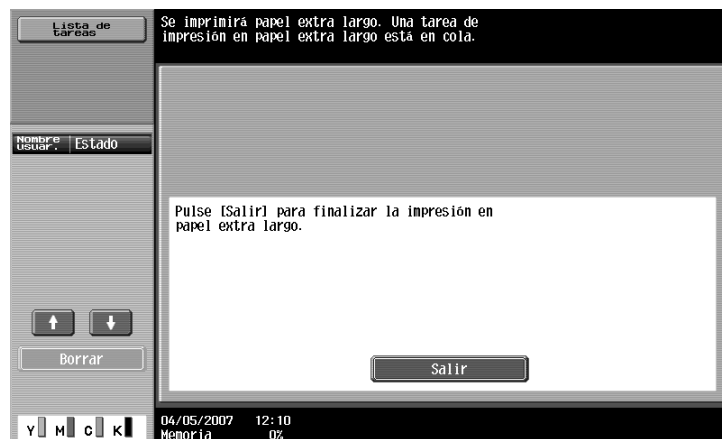 Lista de
tareas
Se imprimirá papel extra largo. Una tarea de
impresión en papel extra largo está en cola.
Nombre
usuar.
Estado
Pulse [Salir] para finalizar la impresión en
papel extra largo.
Borrar
Salir
Y M C K
04/05/2007 12:10
Memoria 0%